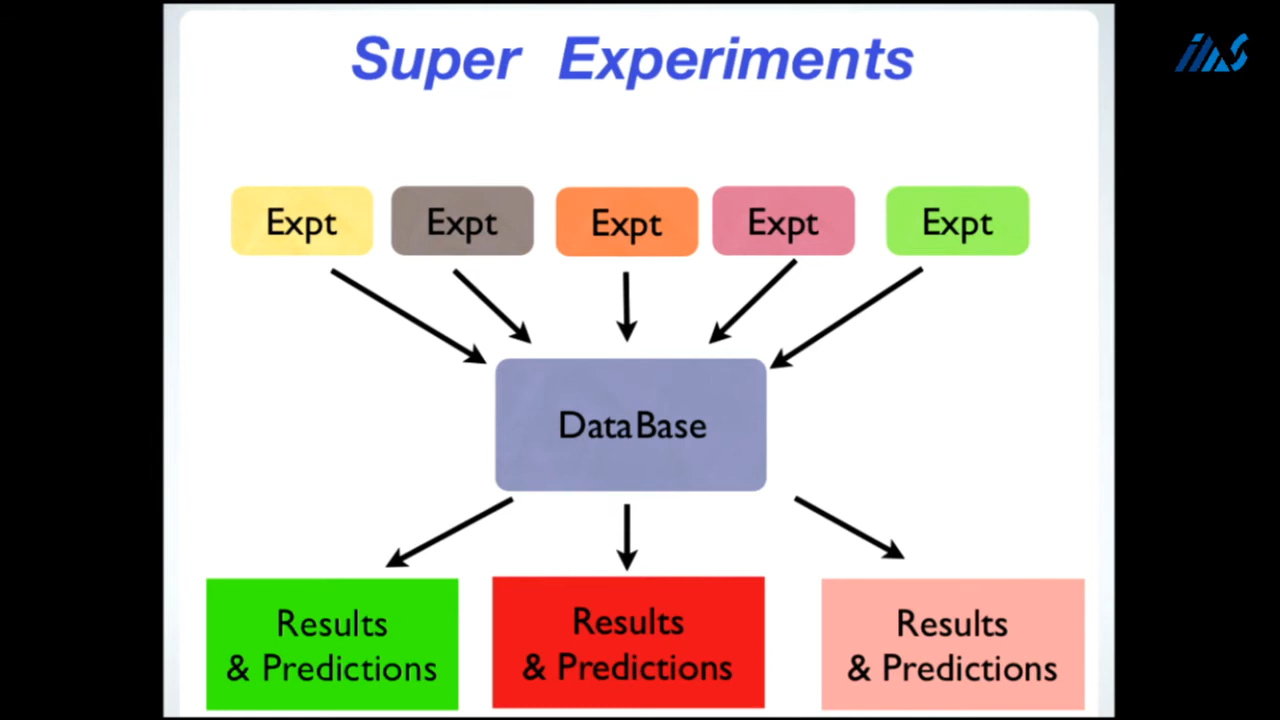 Super Experiments
Expt
Expt
Expt
Expt
Expt
DataBase
Results
& Predictions
Results
& Predictions
Results
& Predictions